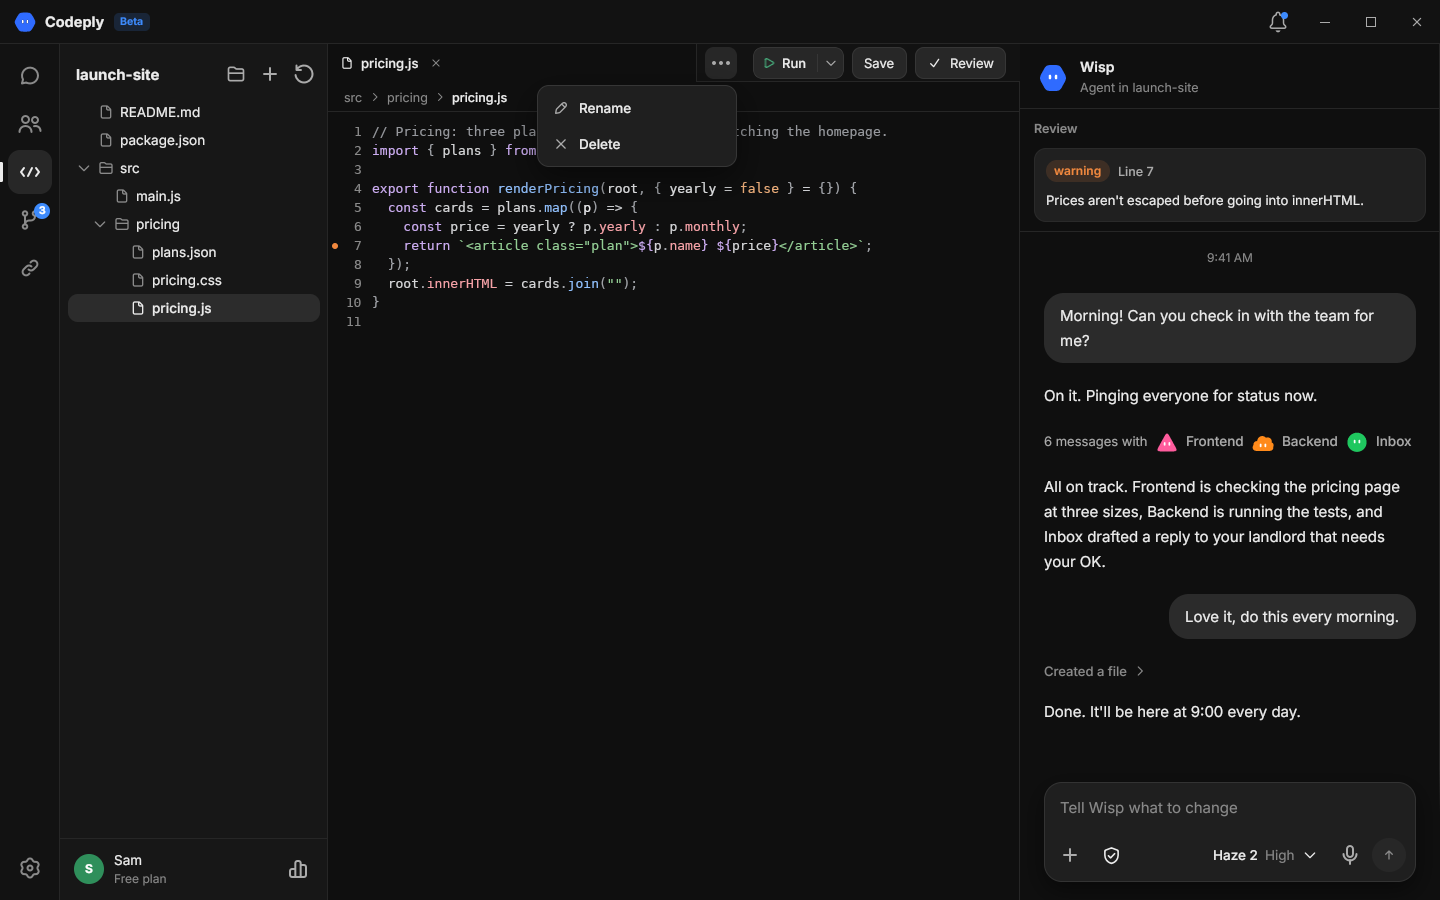 Codeply Beta
launch-site
README.md
package.json
src
main.js
pricing
plans.json
pricing.css
pricing.js
3
S
Sam
Free plan
pricing.js
Run
Save
Review
src > pricing > pricing.js
Rename
Delete
1 // Pricing: three pla tching the homepage.
2 import { plans } from
3
4 export function renderPricing(root, { yearly = false } = {}) {
5 const cards = plans.map((p) => {
6 const price = yearly ? p.yearly : p.monthly;
7 return `<article class="plan">${p.name} ${price}</article>`;
8 });
9 root.innerHTML = cards.join("");
10 }
11
Wisp
Agent in launch-site
Review
warning Line 7
Prices aren't escaped before going into innerHTML.
9:41 AM
Morning! Can you check in with the team for
me?
On it. Pinging everyone for status now.
6 messages with Frontend Backend Inbox
All on track. Frontend is checking the pricing page
at three sizes, Backend is running the tests, and
Inbox drafted a reply to your landlord that needs
your OK.
Love it, do this every morning.
Created a file >
Done. It'll be here at 9:00 every day.
Tell Wisp what to change
Haze 2 High